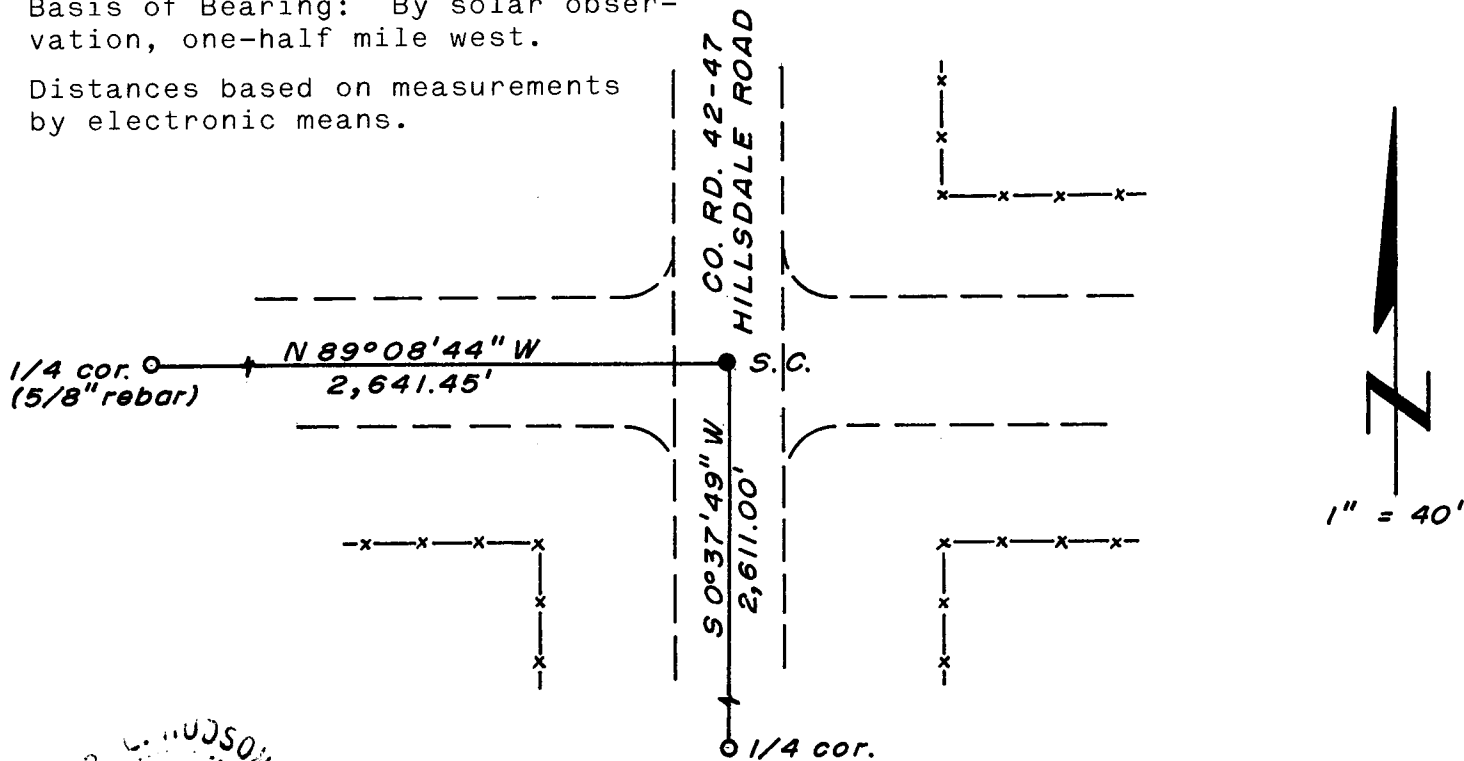 Basis of Bearing: By solar obser-
vation, one-half mile west.
Distances based on measurements
by electronic means.
CO. RD. 42-47
HILLSDALE ROAD
N 89°08'44" W
2,641.45'
1/4 cor.
(5/8" rebar)
S.C.
S 0°37'49" W
2,611.00'
1/4 cor.
N
1" = 40'
HUDSON